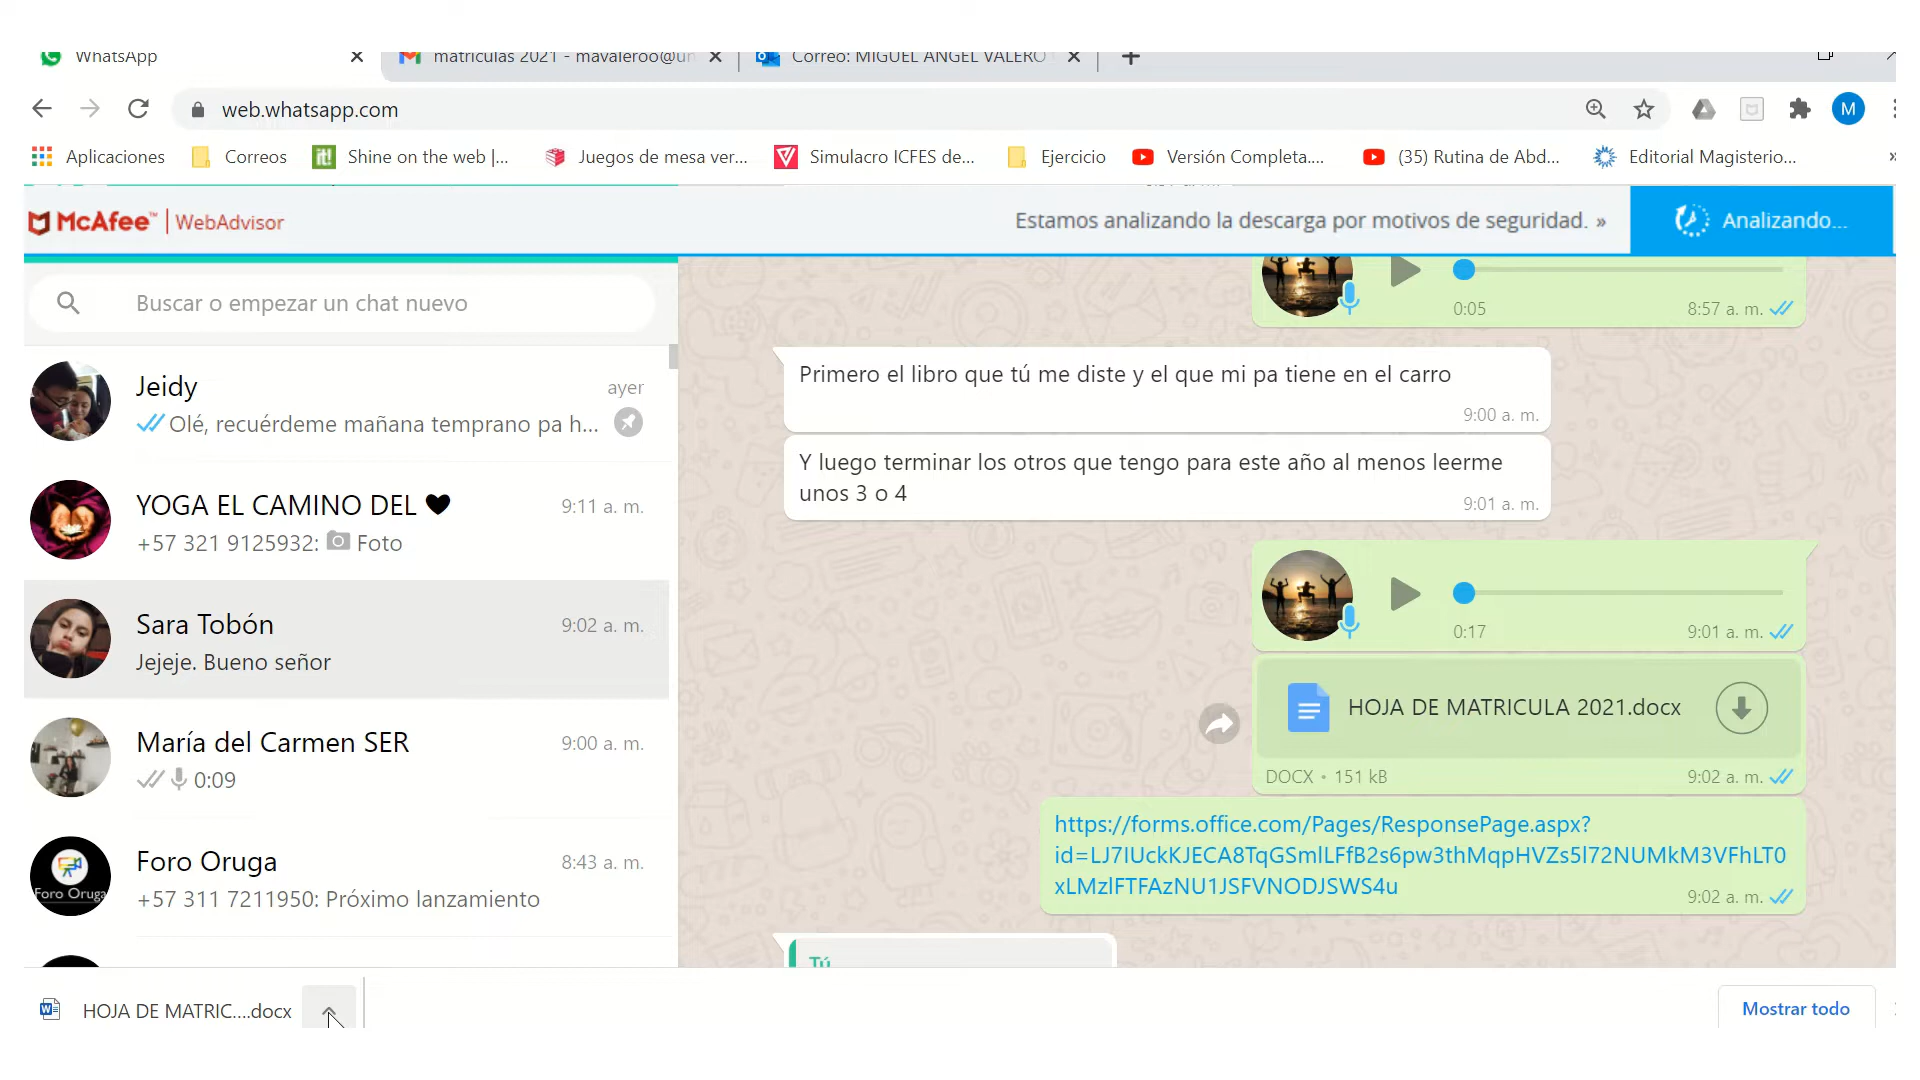 WhatsApp
matriculas 2021 - mavaleroo@un
Correo: MIGUEL ANGEL VALERO
web.whatsapp.com
M
Aplicaciones
Correos
it!
Shine on the web |...
Juegos de mesa ver...
Simulacro ICFES de...
Ejercicio
Versión Completa....
(35) Rutina de Abd...
Editorial Magisterio...
McAfee™ | WebAdvisor
Estamos analizando la descarga por motivos de seguridad. »
Analizando...
Buscar o empezar un chat nuevo
Jeidy
ayer
Olé, recuérdeme mañana temprano pa h...
YOGA EL CAMINO DEL 🖤
9:11 a. m.
+57 321 9125932: Foto
Sara Tobón
9:02 a. m.
Jejeje. Bueno señor
María del Carmen SER
9:00 a. m.
0:09
Foro Oruga
Foro Oruga
8:43 a. m.
+57 311 7211950: Próximo lanzamiento
0:05
8:57 a. m.
Primero el libro que tú me diste y el que mi pa tiene en el carro
9:00 a. m.
Y luego terminar los otros que tengo para este año al menos leerme
unos 3 o 4
9:01 a. m.
0:17
9:01 a. m.
HOJA DE MATRICULA 2021.docx
DOCX • 151 kB
9:02 a. m.
https://forms.office.com/Pages/ResponsePage.aspx?
id=LJ7IUckKJECA8TqGSmlLFfB2s6pw3thMqpHVZs5l72NUMkM3VFhLT0
xLMzlFTFAzNU1JSFVNODJSWS4u
9:02 a. m.
Tú
HOJA DE MATRIC....docx
Mostrar todo